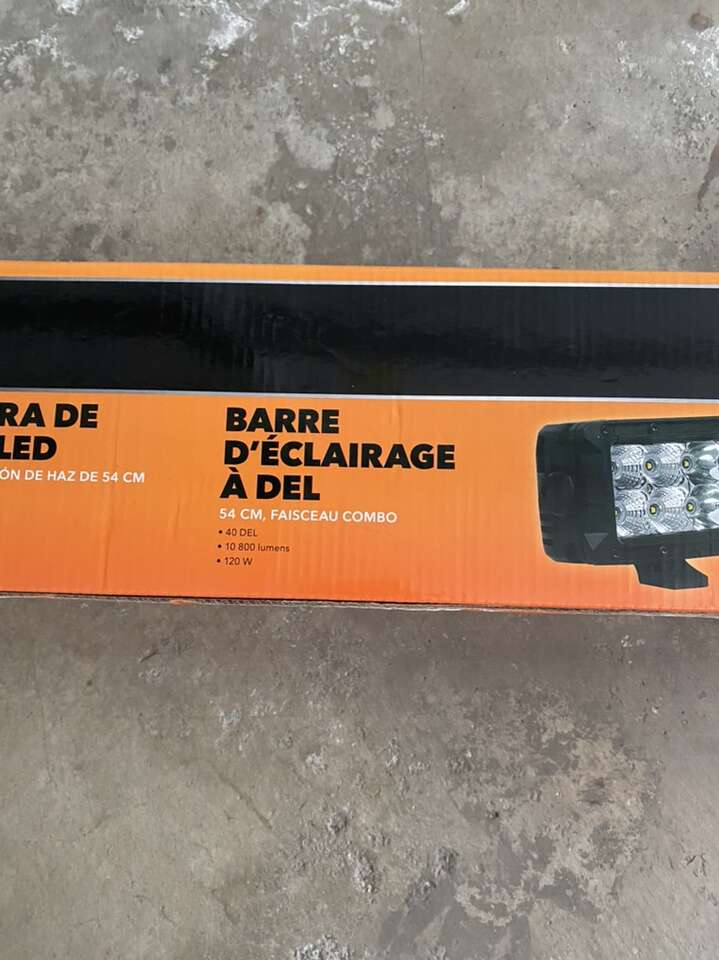 RA DE
LED
ÓN DE HAZ DE 54 CM
BARRE
D'ÉCLAIRAGE
À DEL
54 CM, FAISCEAU COMBO
• 40 DEL
• 10 800 lumens
• 120 W